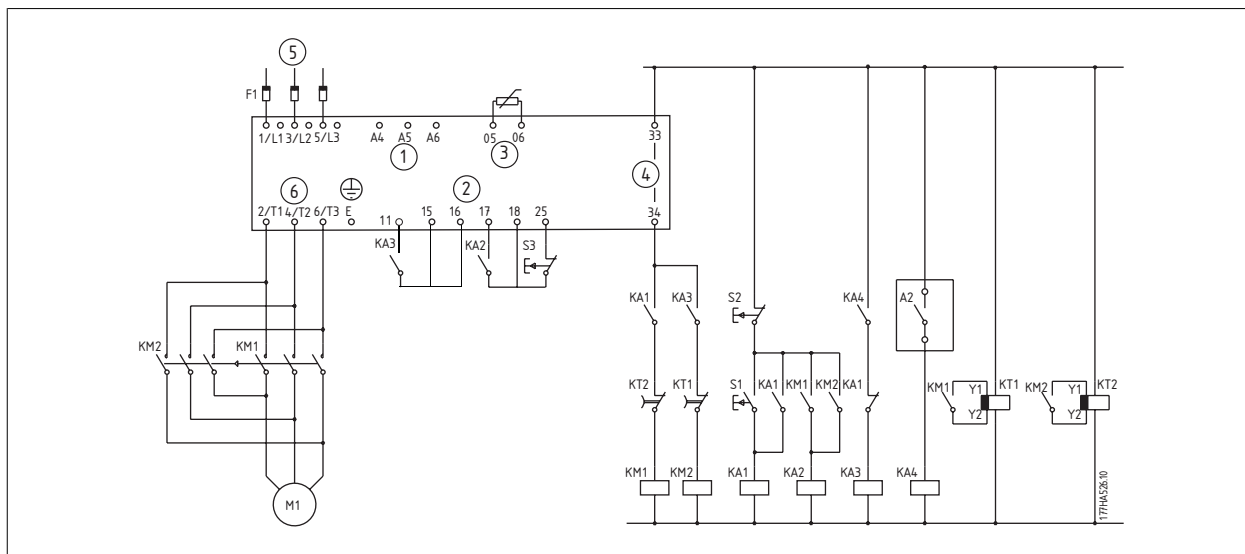 5
F1
1/L1 3/L2 5/L3 A4 A5 A6 05 06 33
1 3
4
6 2
2/T1 4/T2 6/T3 E 11 15 16 17 18 25 34
KA3 KA2 S3
KA1 KA3 S2 KA4 A2
KM2 KM1
KT2 KT1 S1 KA1 KM1 KM2 KA1 KM1 Y1 KT1 KM2 Y1 KT2
Y2 Y2
KM1 KM2 KA1 KA2 KA3 KA4
M1
177HA526.10